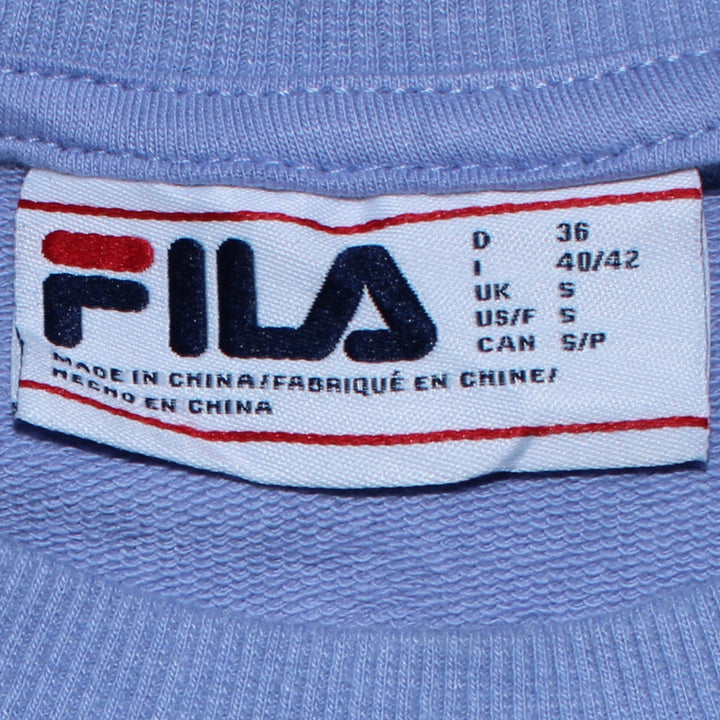 FILA
D 36
I 40/42
UK S
US/F S
CAN S/P
MADE IN CHINA/FABRIQUÉ EN CHINE/
HECHO EN CHINA